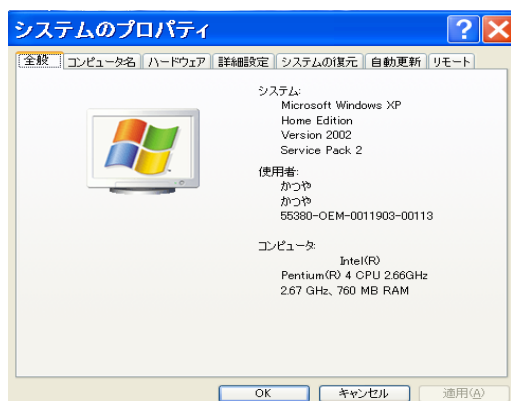 システムのプロパティ
全般 コンピュータ名 ハードウェア 詳細設定 システムの復元 自動更新 リモート
システム:
Microsoft Windows XP
Home Edition
Version 2002
Service Pack 2
使用者:
かつや
かつや
55380-OEM-0011903-00113
コンピュータ:
Intel(R)
Pentium(R) 4 CPU 2.66GHz
2.67 GHz、760 MB RAM
OK キャンセル 適用(A)